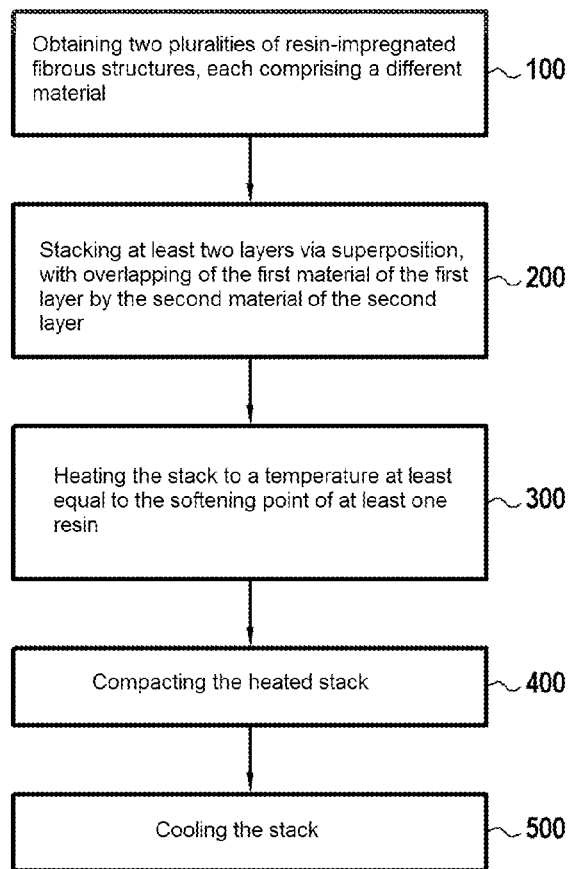 Obtaining two pluralities of resin-impregnated
fibrous structures, each comprising a different
material
100
Stacking at least two layers via superposition,
with overlapping of the first material of the first
layer by the second material of the second
layer
200
Heating the stack to a temperature at least
equal to the softening point of at least one
resin
300
Compacting the heated stack
400
Cooling the stack
500